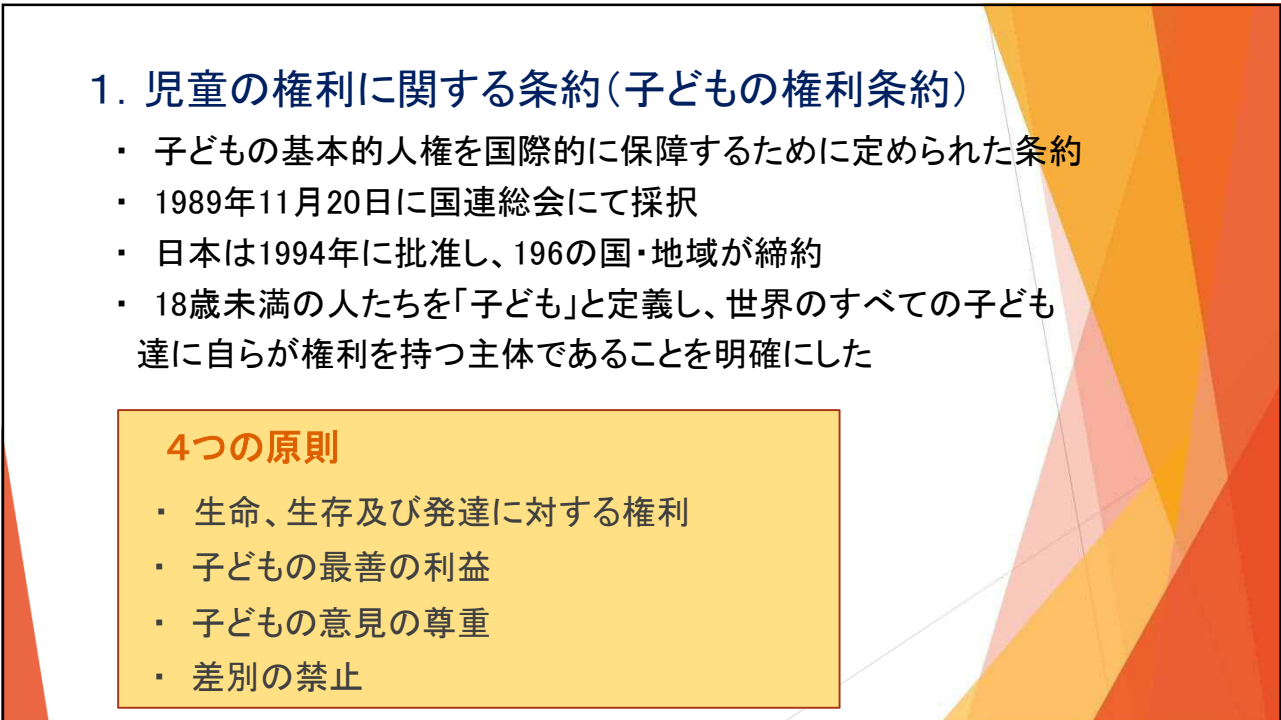 １．児童の権利に関する条約（子どもの権利条約）
・ 子どもの基本的人権を国際的に保障するために定められた条約
・ 1989年11月20日に国連総会にて採択
・ 日本は1994年に批准し、196の国・地域が締約
・ 18歳未満の人たちを「子ども」と定義し、世界のすべての子ども
達に自らが権利を持つ主体であることを明確にした
４つの原則
・ 生命、生存及び発達に対する権利
・ 子どもの最善の利益
・ 子どもの意見の尊重
・ 差別の禁止